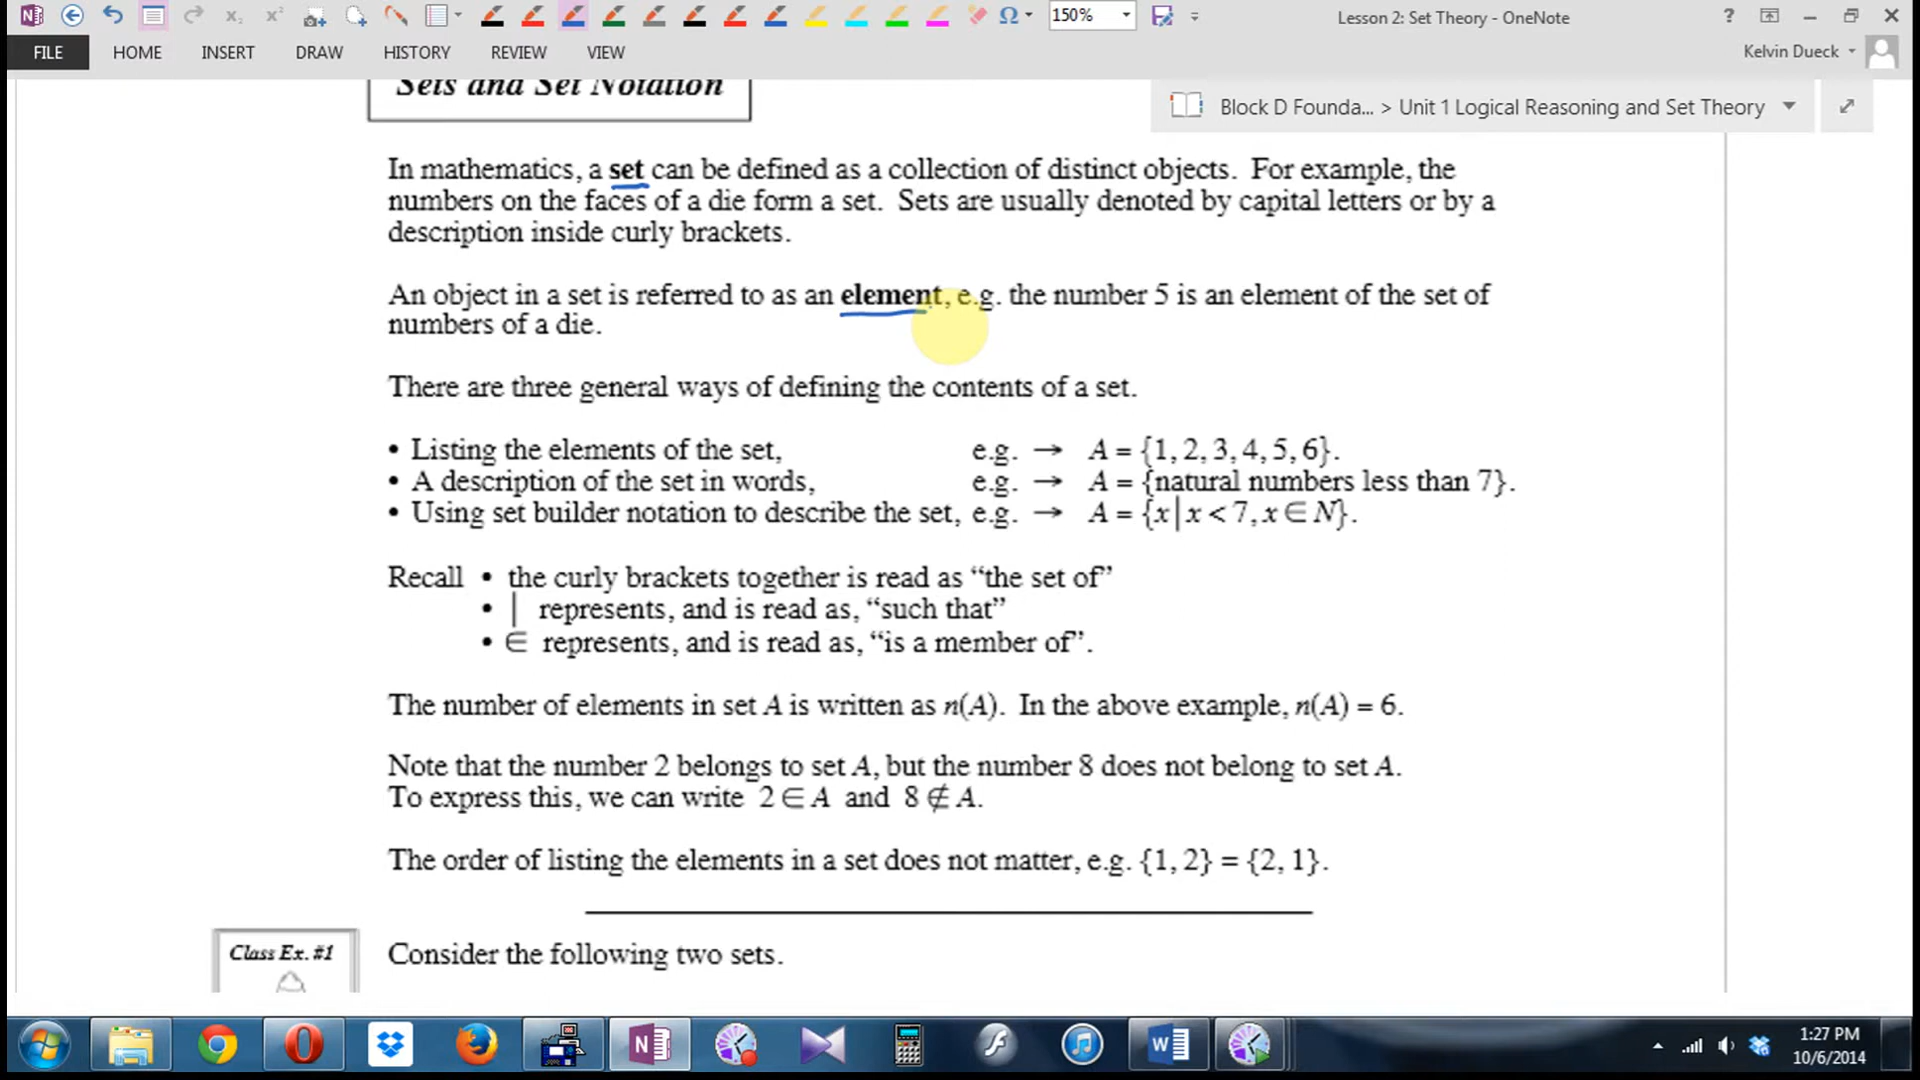 150%
Lesson 2: Set Theory - OneNote
FILE HOME INSERT DRAW HISTORY REVIEW VIEW
Kelvin Dueck
Sets and Set Notation
Block D Founda... > Unit 1 Logical Reasoning and Set Theory
In mathematics, a set can be defined as a collection of distinct objects. For example, the
numbers on the faces of a die form a set. Sets are usually denoted by capital letters or by a
description inside curly brackets.
An object in a set is referred to as an element, e.g. the number 5 is an element of the set of
numbers of a die.
There are three general ways of defining the contents of a set.
• Listing the elements of the set, e.g. → A = {1, 2, 3, 4, 5, 6}.
• A description of the set in words, e.g. → A = {natural numbers less than 7}.
• Using set builder notation to describe the set, e.g. → A = {x | x < 7, x ∈ N}.
Recall • the curly brackets together is read as “the set of”
• | represents, and is read as, “such that”
• ∈ represents, and is read as, “is a member of”.
The number of elements in set A is written as n(A). In the above example, n(A) = 6.
Note that the number 2 belongs to set A, but the number 8 does not belong to set A.
To express this, we can write 2 ∈ A and 8 ∉ A.
The order of listing the elements in a set does not matter, e.g. {1, 2} = {2, 1}.
Class Ex. #1
Consider the following two sets.
1:27 PM
10/6/2014